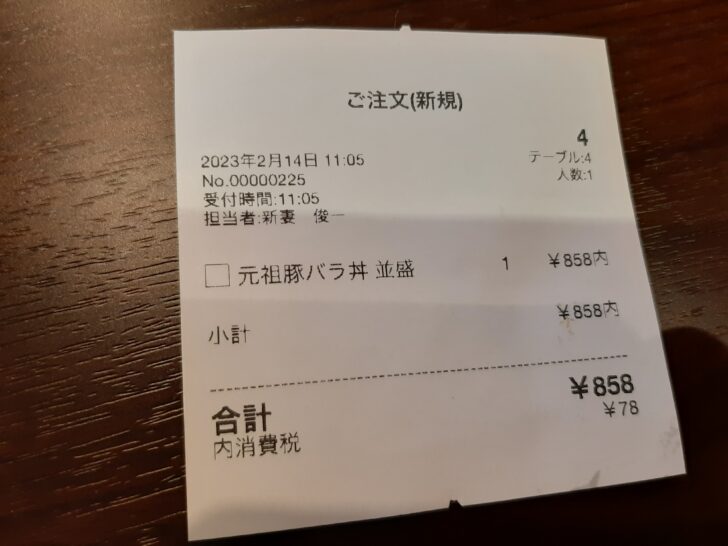 ご注文(新規)
4
2023年2月14日 11:05 テーブル:4
No.00000225 人数:1
受付時間:11:05
担当者:新妻 俊一
元祖豚バラ丼 並盛 1 ¥858内
小計 ¥858内
合計 ¥858
内消費税 ¥78